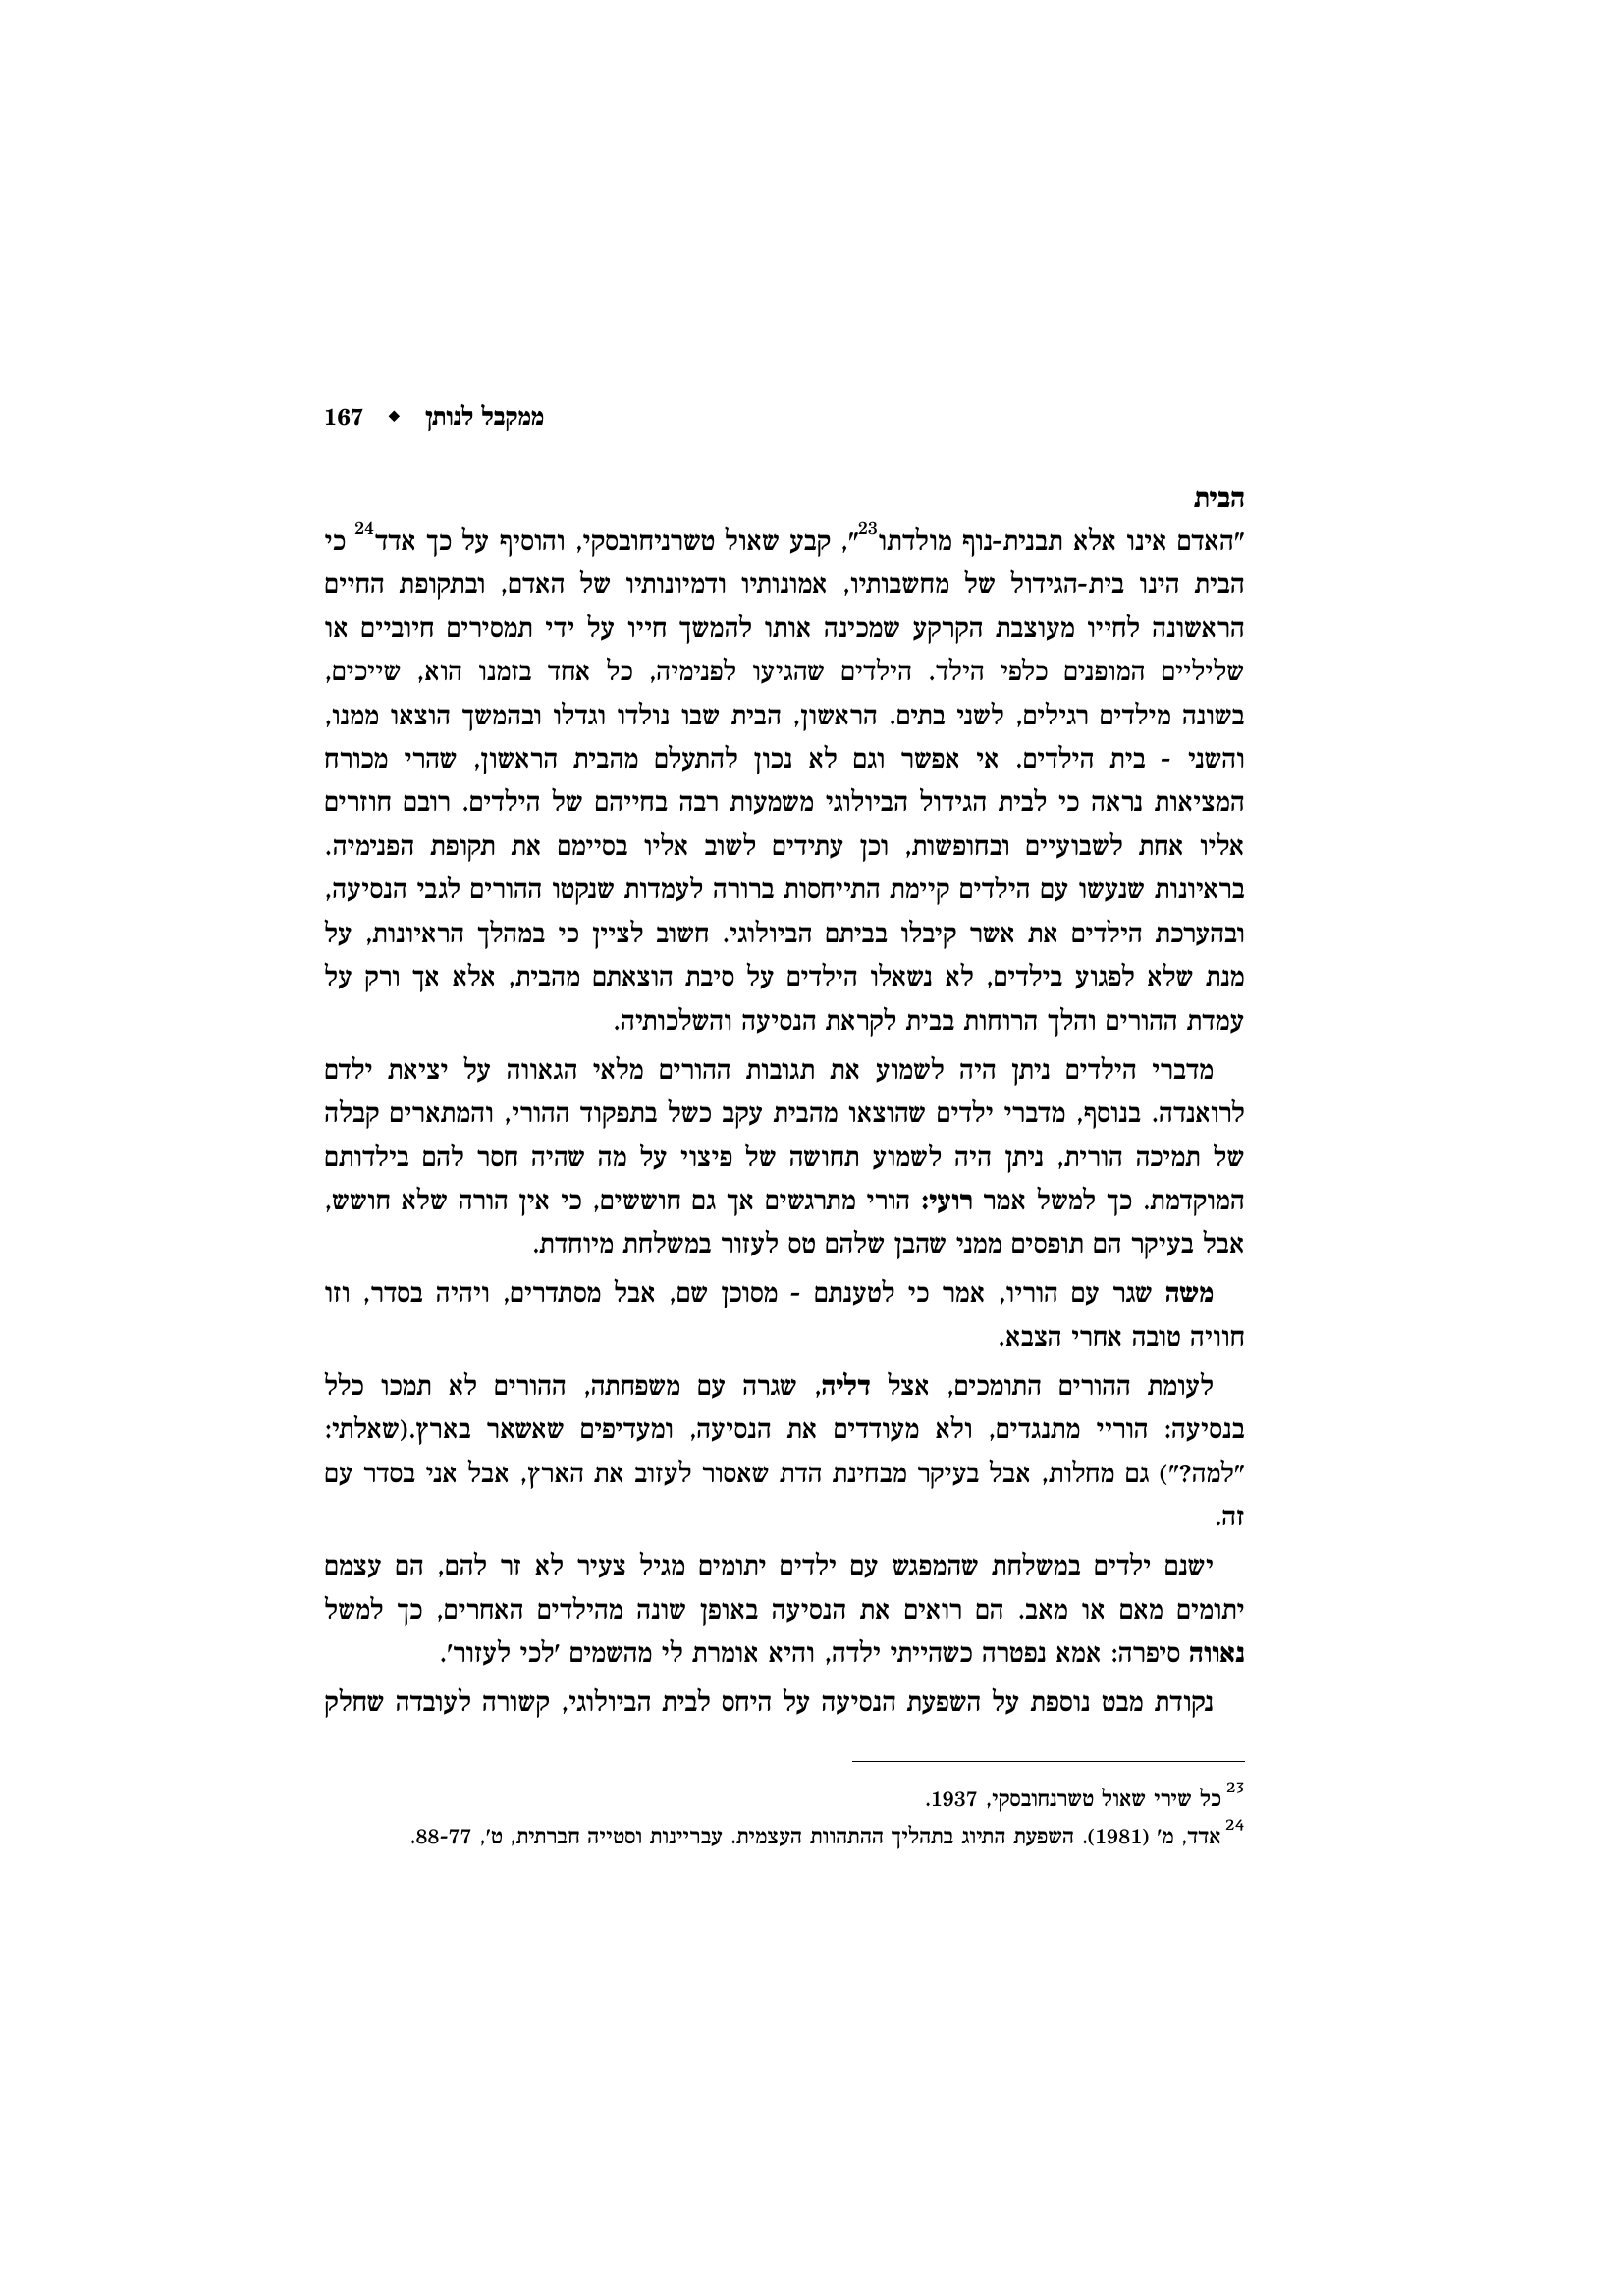 ממקבל לנותן ◆ 167
הבית
"האדם אינו אלא תבנית-נוף מולדתו23", קבע שאול טשרניחובסקי, והוסיף על כך אדד24 כי
הבית הינו בית-הגידול של מחשבותיו, אמונותיו ודמיונותיו של האדם, ובתקופת החיים
הראשונה לחייו מעוצבת הקרקע שמכינה אותו להמשך חייו על ידי תמסירים חיוביים או
שליליים המופנים כלפי הילד. הילדים שהגיעו לפנימיה, כל אחד בזמנו הוא, שייכים,
בשונה מילדים רגילים, לשני בתים. הראשון, הבית שבו נולדו וגדלו ובהמשך הוצאו ממנו,
והשני - בית הילדים. אי אפשר וגם לא נכון להתעלם מהבית הראשון, שהרי מכורח
המציאות נראה כי לבית הגידול הביולוגי משמעות רבה בחייהם של הילדים. רובם חוזרים
אליו אחת לשבועיים ובחופשות, וכן עתידים לשוב אליו בסיימם את תקופת הפנימיה.
בראיונות שנעשו עם הילדים קיימת התייחסות ברורה לעמדות שנקטו ההורים לגבי הנסיעה,
ובהערכת הילדים את אשר קיבלו בביתם הביולוגי. חשוב לציין כי במהלך הראיונות, על
מנת שלא לפגוע בילדים, לא נשאלו הילדים על סיבת הוצאתם מהבית, אלא אך ורק על
עמדת ההורים והלך הרוחות בבית לקראת הנסיעה והשלכותיה.
מדברי הילדים ניתן היה לשמוע את תגובות ההורים מלאי הגאווה על יציאת ילדם
לרואנדה. בנוסף, מדברי ילדים שהוצאו מהבית עקב כשל בתפקוד ההורי, והמתארים קבלה
של תמיכה הורית, ניתן היה לשמוע תחושה של פיצוי על מה שהיה חסר להם בילדותם
המוקדמת. כך למשל אמר רועי: הורי מתרגשים אך גם חוששים, כי אין הורה שלא חושש,
אבל בעיקר הם תופסים ממני שהבן שלהם טס לעזור במשלחת מיוחדת.
משה שגר עם הוריו, אמר כי לטענתם - מסוכן שם, אבל מסתדרים, ויהיה בסדר, וזו
חוויה טובה אחרי הצבא.
לעומת ההורים התומכים, אצל דליה, שגרה עם משפחתה, ההורים לא תמכו כלל
בנסיעה: הוריי מתנגדים, ולא מעודדים את הנסיעה, ומעדיפים שאשאר בארץ.(שאלתי:
"למה?") גם מחלות, אבל בעיקר מבחינת הדת שאסור לעזוב את הארץ, אבל אני בסדר עם
זה.
ישנם ילדים במשלחת שהמפגש עם ילדים יתומים מגיל צעיר לא זר להם, הם עצמם
יתומים מאם או מאב. הם רואים את הנסיעה באופן שונה מהילדים האחרים, כך למשל
נאווה סיפרה: אמא נפטרה כשהייתי ילדה, והיא אומרת לי מהשמים 'לכי לעזור'.
נקודת מבט נוספת על השפעת הנסיעה על היחס לבית הביולוגי, קשורה לעובדה שחלק
23 כל שירי שאול טשרנחובסקי, 1937.
24 אדד, מ' (1981). השפעת התיוג בתהליך ההתהוות העצמית. עבריינות וסטייה חברתית, ט', 88-77.